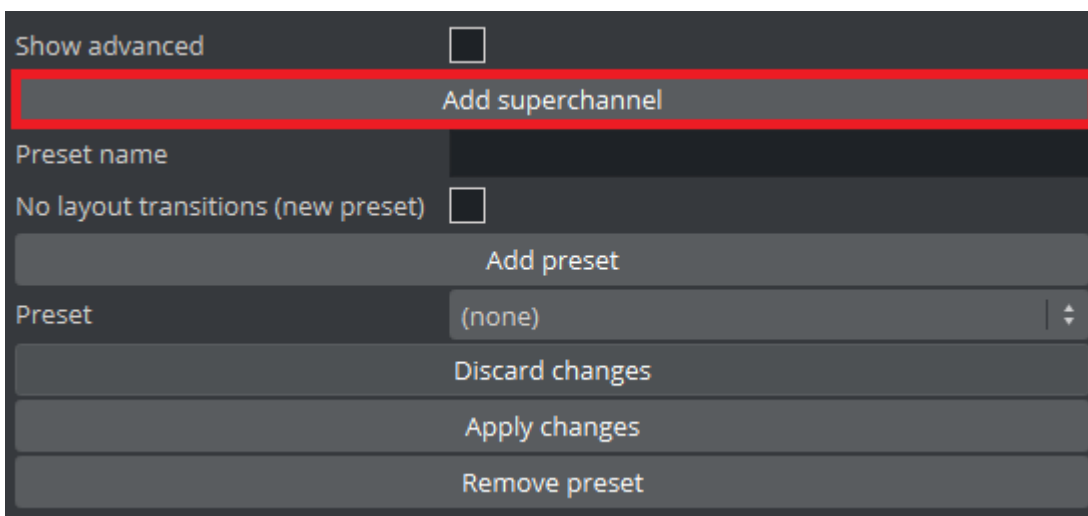 Show advanced
Add superchannel
Preset name
No layout transitions (new preset)
Add preset
Preset (none)
Discard changes
Apply changes
Remove preset